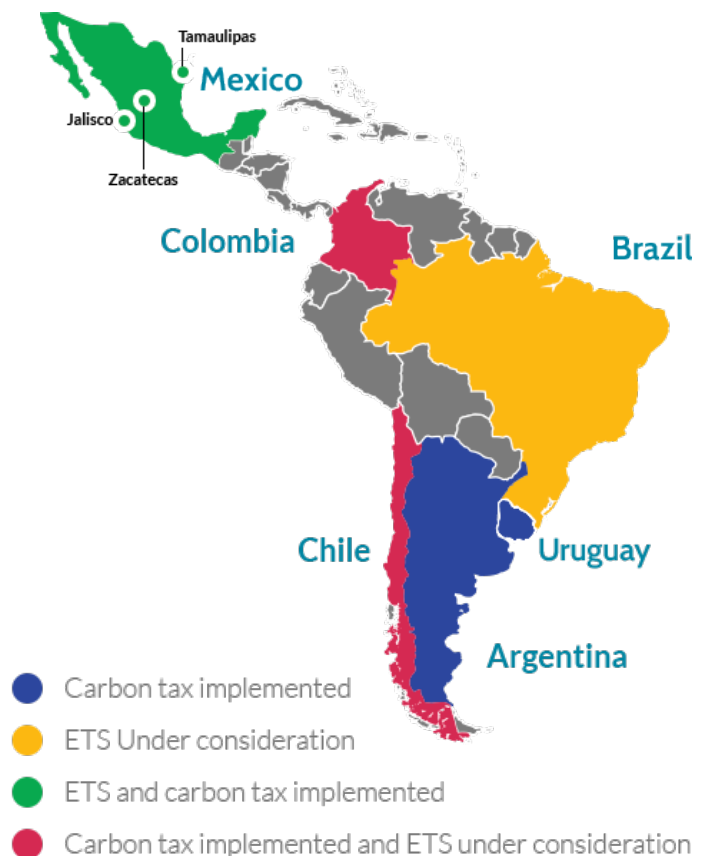 Tamaulipas
Mexico
Jalisco
Zacatecas
Colombia
Brazil
Chile
Uruguay
Argentina
Carbon tax implemented
ETS Under consideration
ETS and carbon tax implemented
Carbon tax implemented and ETS under consideration